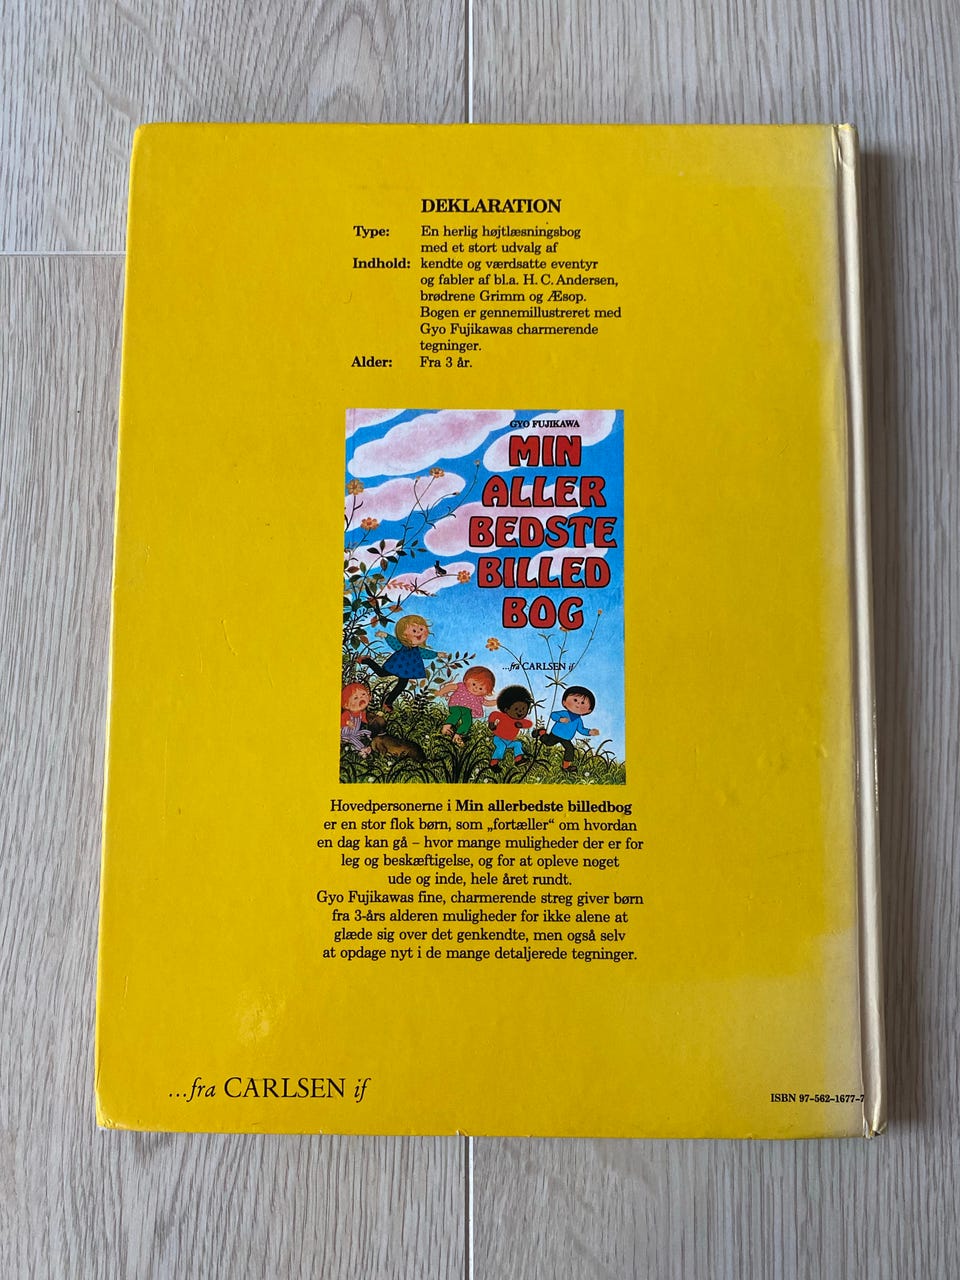 DEKLARATION
Type: En herlig højtlæsningsbog
med et stort udvalg af
Indhold: kendte og værdsatte eventyr
og fabler af bl.a. H. C. Andersen,
brødrene Grimm og Æsop.
Bogen er gennemillustreret med
Gyo Fujikawas charmerende
tegninger.
Alder: Fra 3 år.
GYO FUJIKAWA
MIN
ALLER
BEDSTE
BILLED
BOG
...fra CARLSEN if
Hovedpersonerne i Min allerbedste billedbog
er en stor flok børn, som „fortæller“ om hvordan
en dag kan gå – hvor mange muligheder der er for
leg og beskæftigelse, og for at opleve noget
ude og inde, hele året rundt.
Gyo Fujikawas fine, charmerende streg giver børn
fra 3-års alderen muligheder for ikke alene at
glæde sig over det genkendte, men også selv
at opdage nyt i de mange detaljerede tegninger.
...fra CARLSEN if
ISBN 97-562-1677-7